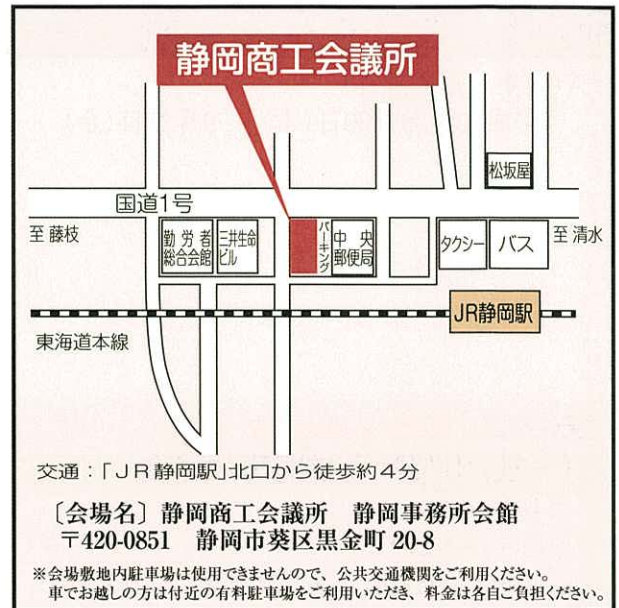 静岡商工会議所
松坂屋
国道1号
至 藤枝
勤労者
総合会館
三井生命
ビル
パーキング
中央
郵便局
タクシー
バス
至 清水
JR静岡駅
東海道本線
交通：「JR静岡駅」北口から徒歩約4分
〔会場名〕静岡商工会議所　静岡事務所会館
〒420-0851　静岡市葵区黒金町 20-8
※会場敷地内駐車場は使用できませんので、公共交通機関をご利用ください。
車でお越しの方は付近の有料駐車場をご利用いただき、料金は各自ご負担ください。